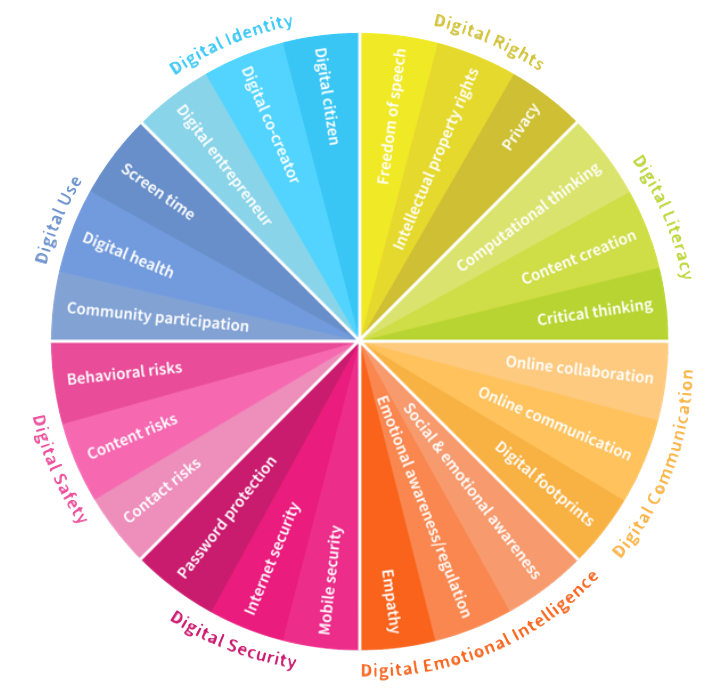 Digital Rights
Freedom of speech
Intellectual property rights
Privacy
Digital Literacy
Computational thinking
Content creation
Critical thinking
Digital Communication
Online collaboration
Online communication
Digital footprints
Digital Emotional Intelligence
Social & emotional awareness
Emotional awareness/regulation
Empathy
Digital Security
Mobile security
Internet security
Password protection
Digital Safety
Contact risks
Content risks
Behavioral risks
Digital Use
Community participation
Digital health
Screen time
Digital Identity
Digital entrepreneur
Digital co-creator
Digital citizen